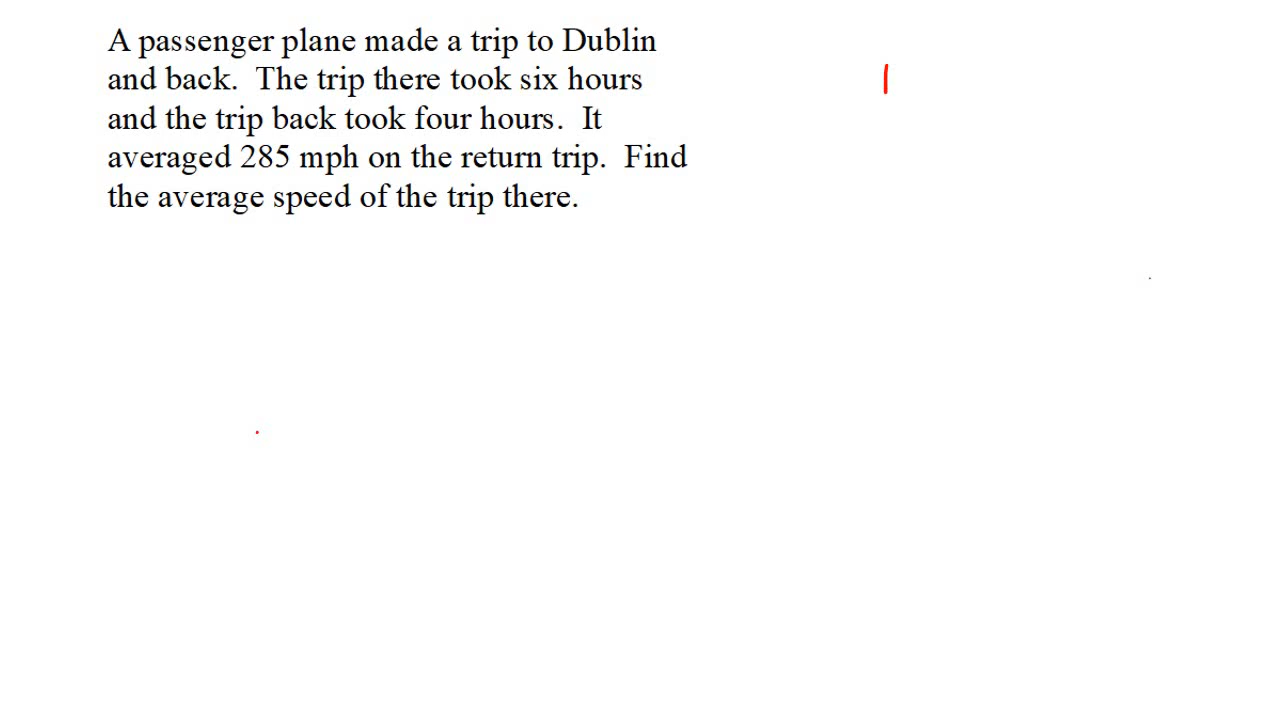 A passenger plane made a trip to Dublin
and back.  The trip there took six hours
and the trip back took four hours.  It
averaged 285 mph on the return trip.  Find
the average speed of the trip there.